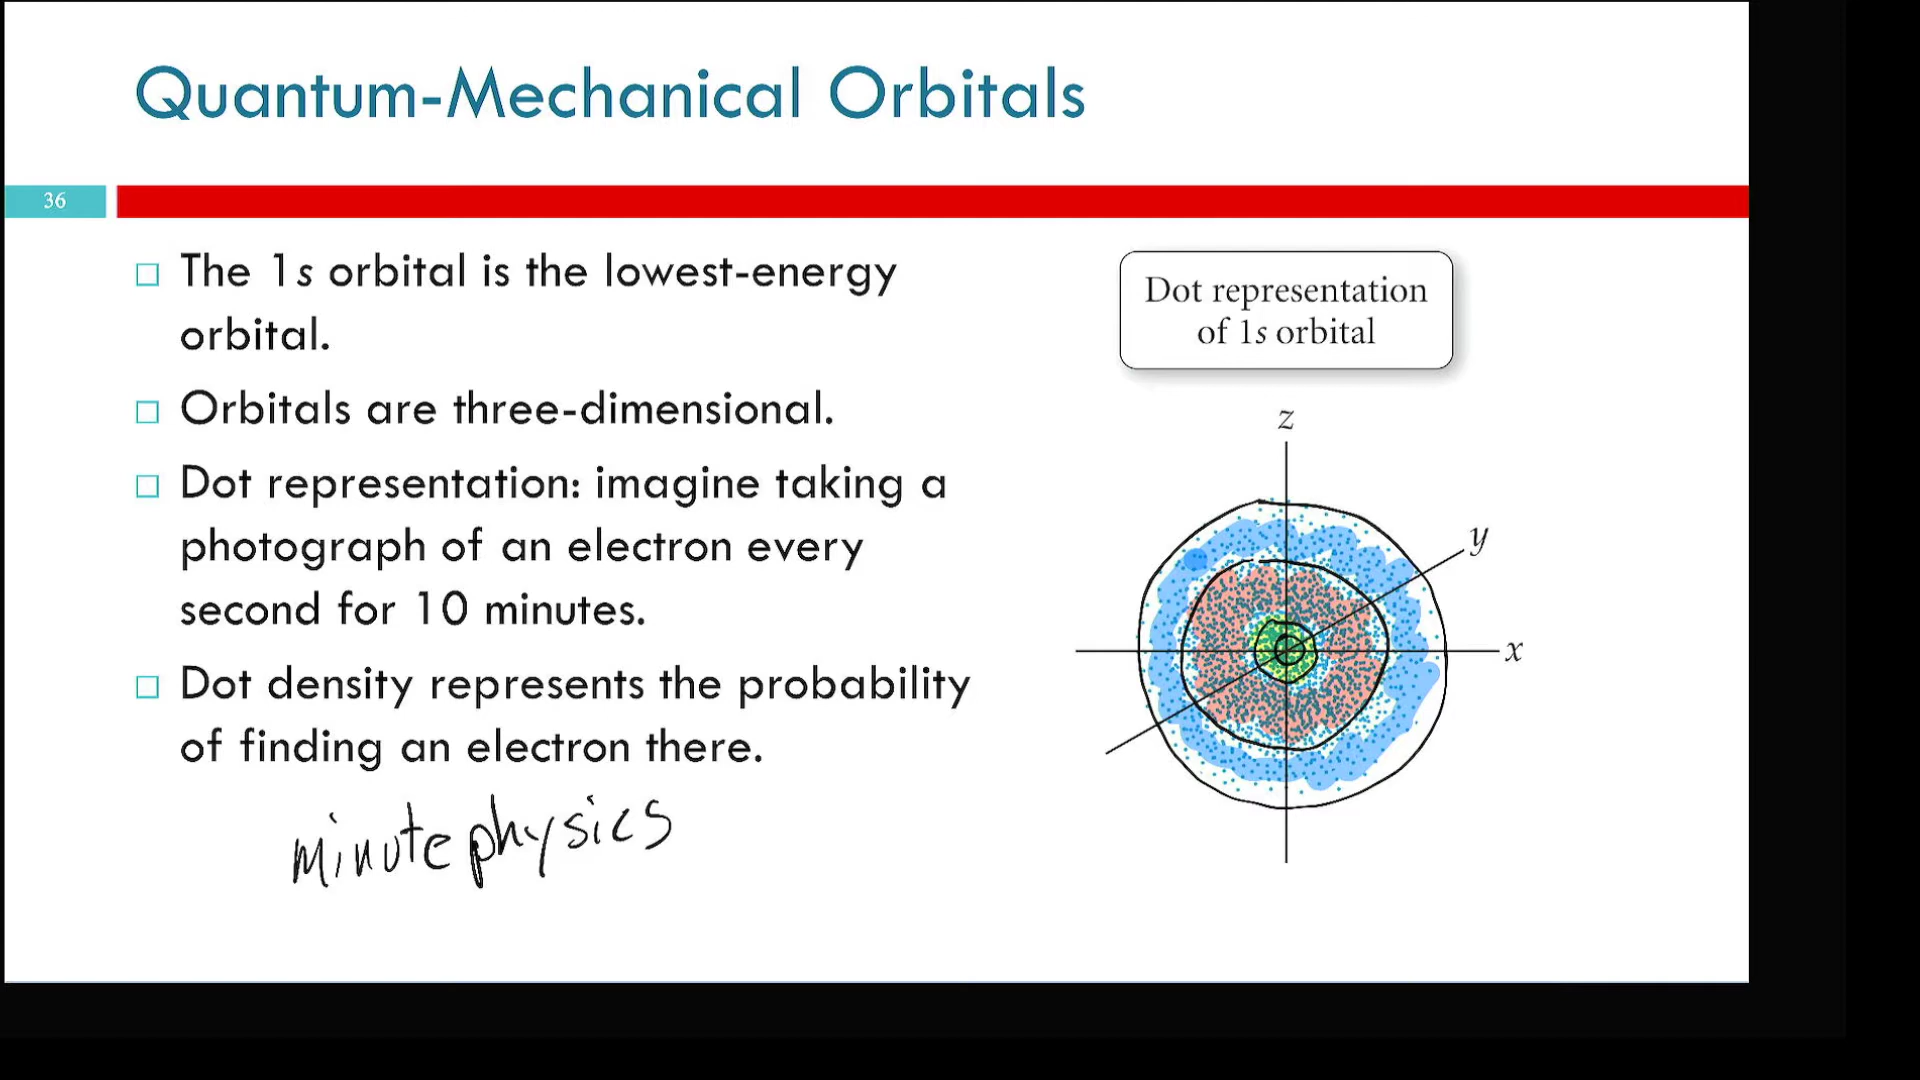 Quantum-Mechanical Orbitals
36
The 1s orbital is the lowest-energy
orbital.
Orbitals are three-dimensional.
Dot representation: imagine taking a
photograph of an electron every
second for 10 minutes.
Dot density represents the probability
of finding an electron there.
minutephysics
Dot representation
of 1s orbital
z
y
x